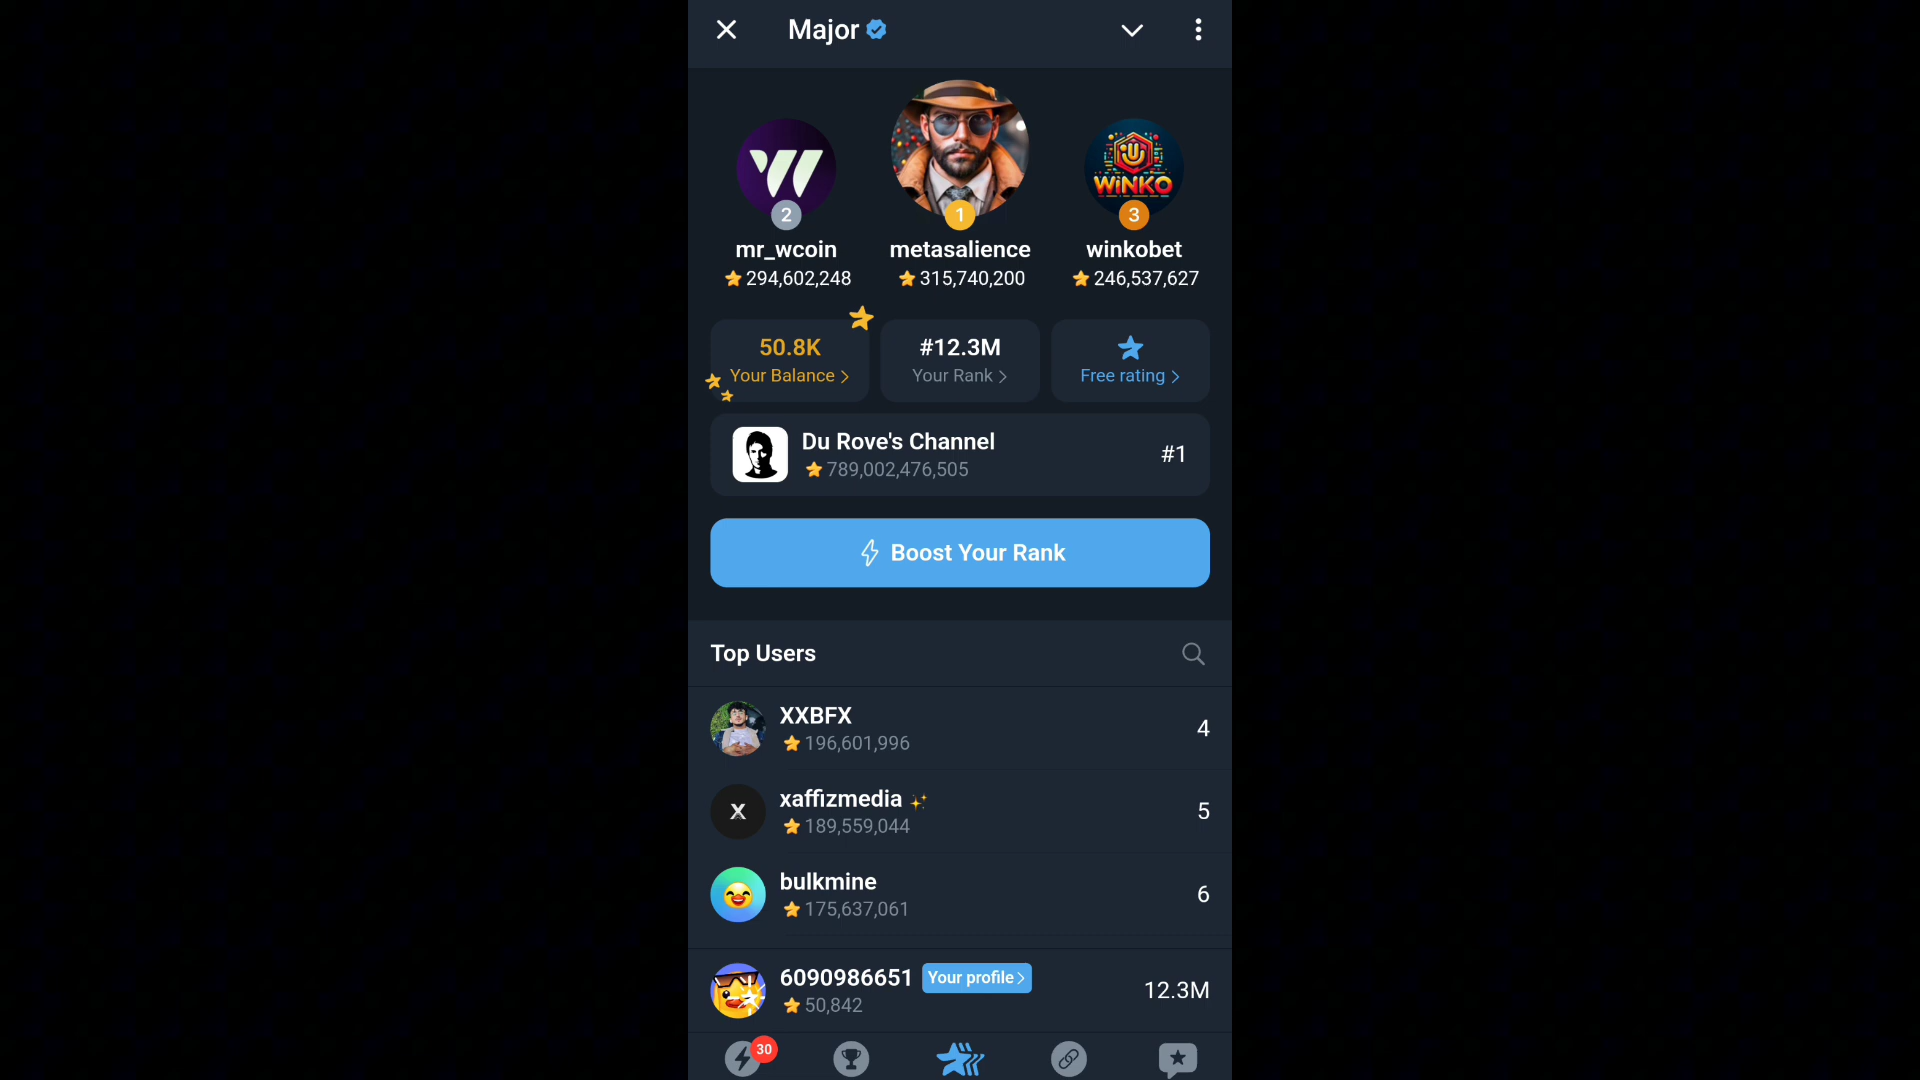 Major
WINKO
2
1
3
mr_wcoin
metasalience
winkobet
294,602,248
315,740,200
246,537,627
50.8K
Your Balance >
#12.3M
Your Rank >
Free rating >
Du Rove's Channel
789,002,476,505
#1
Boost Your Rank
Top Users
XXBFX
196,601,996
4
X
xaffizmedia
189,559,044
5
bulkmine
175,637,061
6
6090986651
Your profile >
50,842
12.3M
30